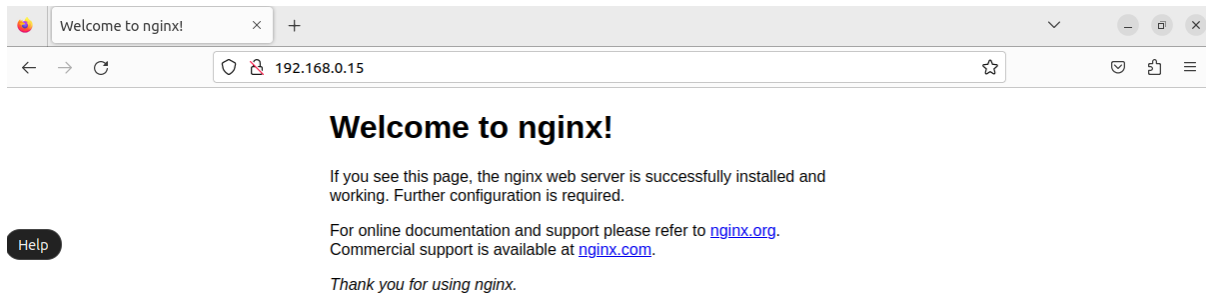 Welcome to nginx!
192.168.0.15
Welcome to nginx!
If you see this page, the nginx web server is successfully installed and
working. Further configuration is required.
For online documentation and support please refer to nginx.org.
Commercial support is available at nginx.com.
Help
Thank you for using nginx.